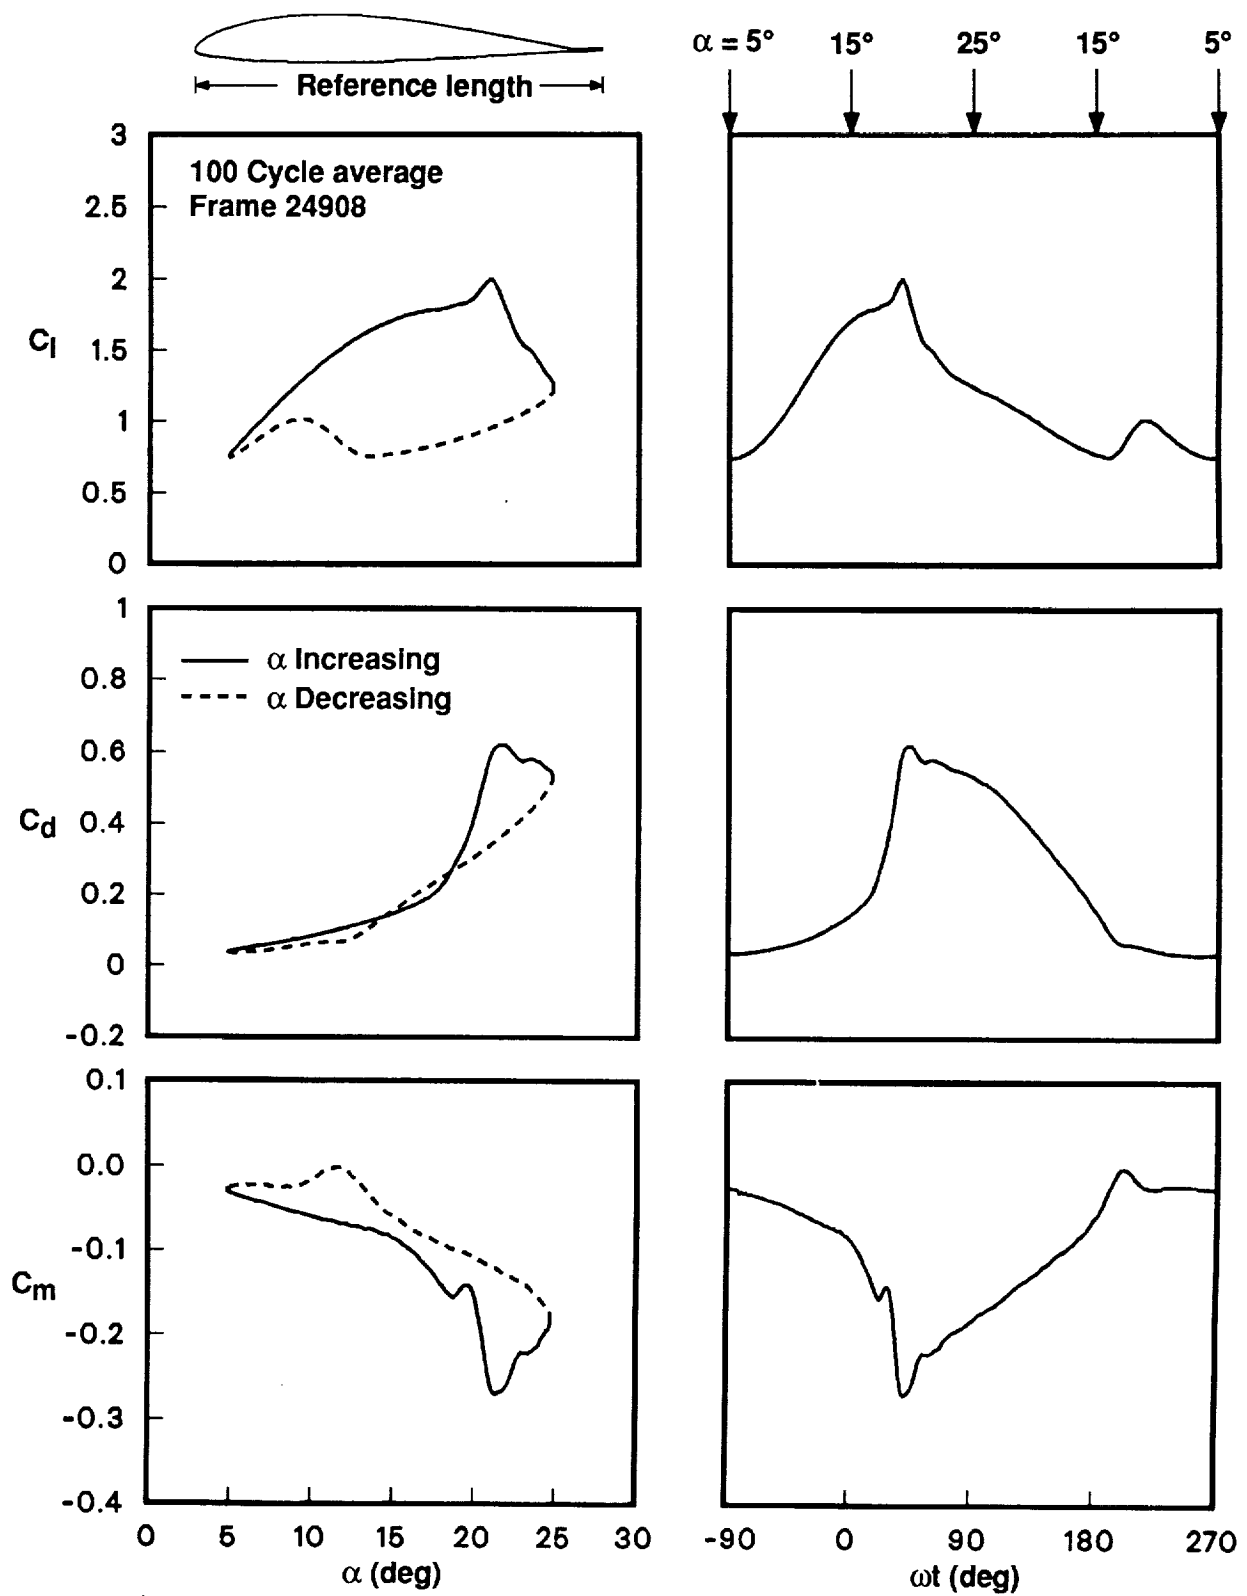 Reference length
α = 5° 15° 25° 15° 5°
3
100 Cycle average
Frame 24908
2.5
2
Cl
1.5
1
0.5
0
1
α Increasing
α Decreasing
0.8
0.6
Cd
0.4
0.2
0
-0.2
0.1
0.0
-0.1
Cm
-0.2
-0.3
-0.4
0 5 10 15 20 25 30
α (deg)
-90 0 90 180 270
ωt (deg)